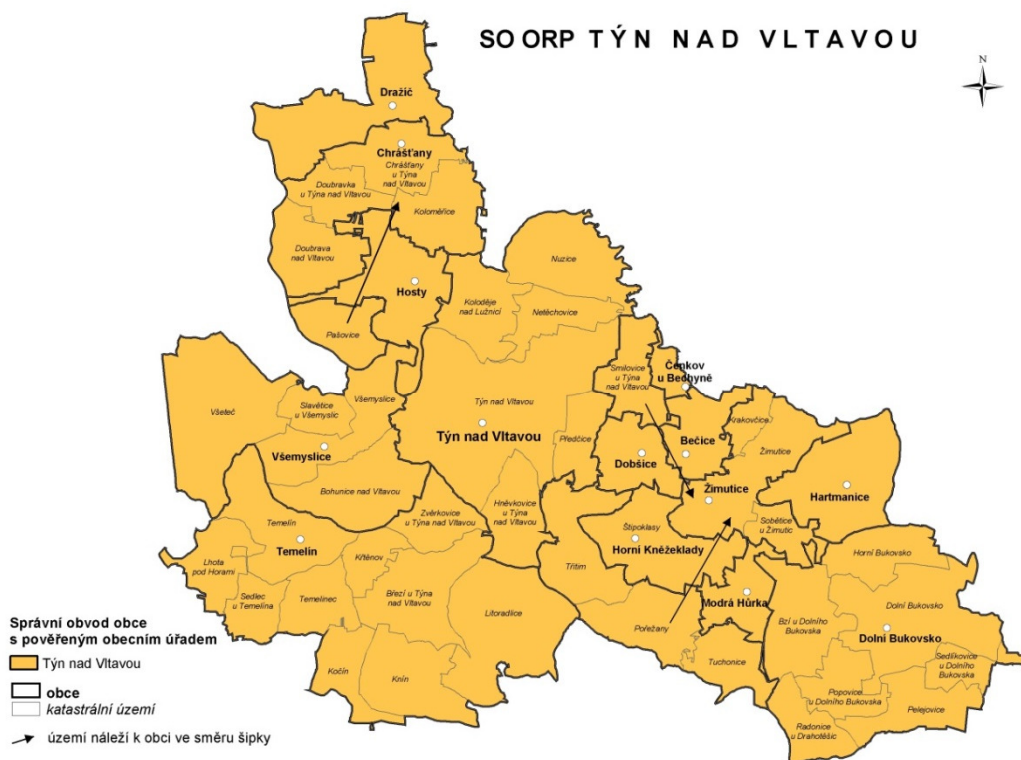 SO ORP TÝN NAD VLTAVOU
N
Dražíč
Chrášťany
Chrášťany
u Týna
nad Vltavou
Doubravka
u Týna nad Vltavou
Koloměřice
Doubrava
nad Vltavou
Nuzice
Hosty
Koloděje
nad Lužnicí
Netěchovice
Pašovice
Smilovice
u Týna
nad Vltavou
Čenkov
u Bechyně
Všemyslice
Všeteč
Slavětice
u Všemyslic
Týn nad Vltavou
Týn nad Vltavou
Předčice
Krakovčice
Bečice
Žimutice
Všemyslice
Dobšice
Bohunice nad Vltavou
Hněvkovice
u Týna
nad Vltavou
Žimutice
Hartmanice
Zvěrkovice
u Týna nad Vltavou
Temelín
Temelín
Štipoklasy
Sobětice
u Žimutic
Horní Kněžeklady
Horní Bukovsko
Lhota
pod Horami
Křtěnov
Třitim
Sedlec
u Temelína
Temelinec
Březí u Týna
nad Vltavou
Litoradlice
Modrá Hůrka
Dolní Bukovsko
Pořežany
Bzí u Dolního
Bukovska
Dolní Bukovsko
Sedlíkovice
u Dolního
Bukovska
Tuchonice
Kočín
Knín
Popovice
u Dolního Bukovska
Pelejovice
Radonice
u Drahotěšic
Správní obvod obce
s pověřeným obecním úřadem
Týn nad Vltavou
obce
katastrální území
území náleží k obci ve směru šipky